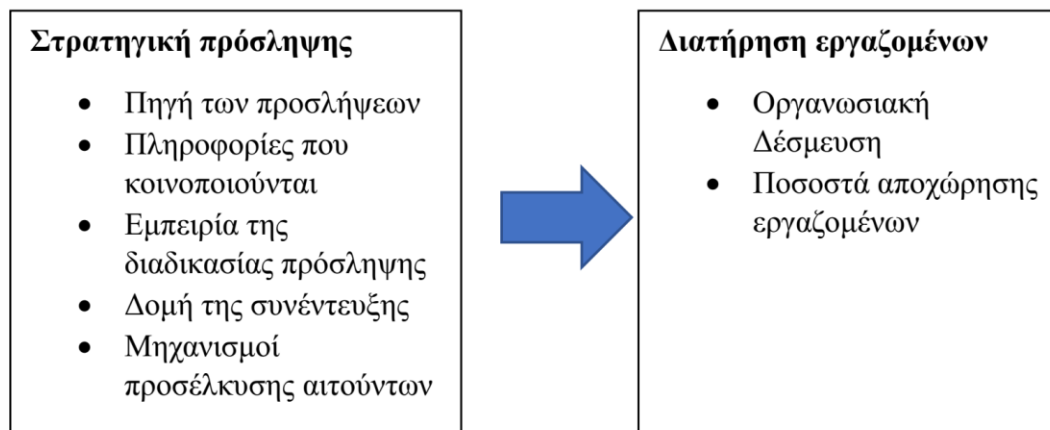 Στρατηγική πρόσληψης
• Πηγή των προσλήψεων
• Πληροφορίες που
κοινοποιούνται
• Εμπειρία της
διαδικασίας πρόσληψης
• Δομή της συνέντευξης
• Μηχανισμοί
προσέλκυσης αιτούντων
Διατήρηση εργαζομένων
• Οργανωσιακή
Δέσμευση
• Ποσοστά αποχώρησης
εργαζομένων